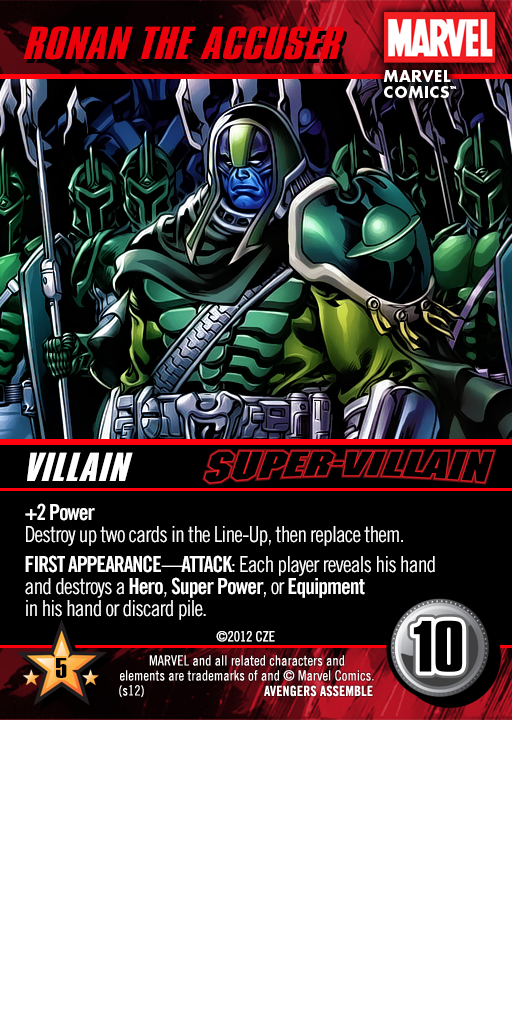 RONAN THE ACCUSER
MARVEL
MARVEL
COMICS™
VILLAIN
SUPER-VILLAIN
+2 Power
Destroy up two cards in the Line-Up, then replace them.
FIRST APPEARANCE—ATTACK: Each player reveals his hand
and destroys a Hero, Super Power, or Equipment
in his hand or discard pile.
©2012 CZE
10
5
MARVEL and all related characters and
elements are trademarks of and © Marvel Comics.
(s12)
AVENGERS ASSEMBLE